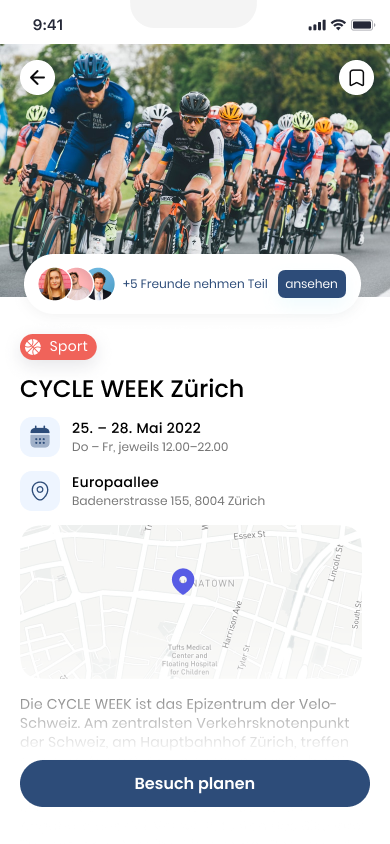 9:41
+5 Freunde nehmen Teil
ansehen
Sport
CYCLE WEEK Zürich
25. – 28. Mai 2022
Do – Fr, jeweils 12.00–22.00
Europaallee
Badenerstrasse 155, 8004 Zürich
Essex St
Lincoln St
NATOWN
Harrison Ave
South St
Tyler St
Tufts Medical
Center and
Floating Hospital
for Children
Die CYCLE WEEK ist das Epizentrum der Velo-
Schweiz. Am zentralsten Verkehrsknotenpunkt
der Schweiz, am Hauptbahnhof Zürich, treffen
Besuch planen